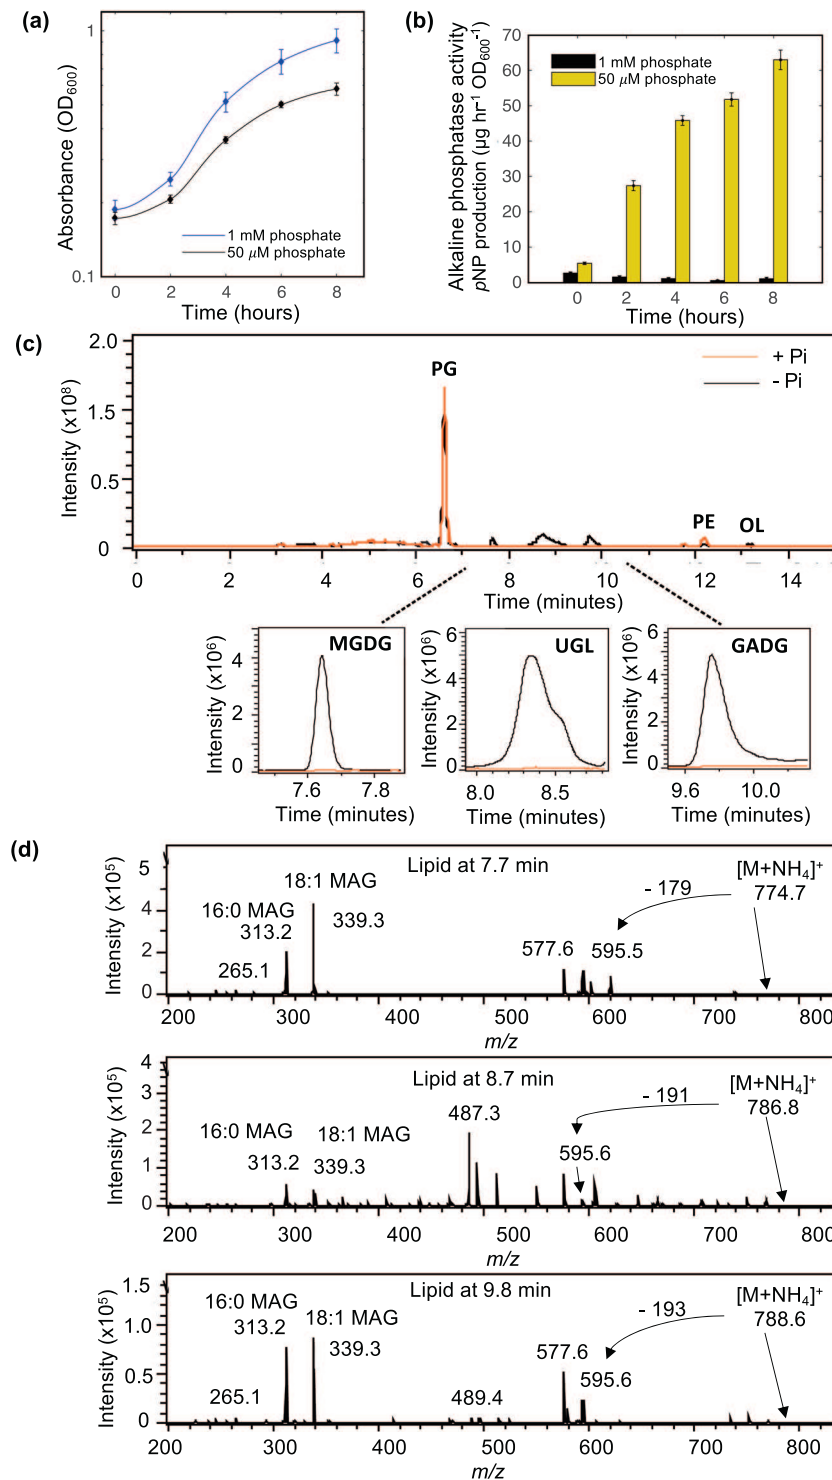 (a)
1
Absorbance (OD600)
1 mM phosphate
50 μM phosphate
0.1
0 2 4 6 8
Time (hours)
(b)
Alkaline phosphatase activity
pNP production (μg hr-1 OD600-1)
70
60
50
40
30
20
10
0
1 mM phosphate
50 μM phosphate
0 2 4 6 8
Time (hours)
(c)
Intensity (x10⁸)
2.0
1.5
0.5
0
PG
+ Pi
- Pi
PE OL
0 2 4 6 8 10 12 14
Time (minutes)
MGDG
Intensity (x10⁶)
4
2
0
7.6 7.8
Time (minutes)
UGL
Intensity (x10⁶)
6
4
2
0
8.0 8.5
Time (minutes)
GADG
Intensity (x10⁶)
6
4
2
0
9.6 10.0
Time (minutes)
(d)
Intensity (x10⁵)
5
4
2
0
Lipid at 7.7 min
[M+NH₄]⁺
774.7
- 179
18:1 MAG
339.3
16:0 MAG
313.2
265.1
577.6 595.5
200 300 400 500 600 700 800
m/z
Intensity (x10⁵)
4
3
2
1
0
Lipid at 8.7 min
[M+NH₄]⁺
786.8
- 191
16:0 MAG
313.2
18:1 MAG
339.3
487.3
595.6
200 300 400 500 600 700 800
m/z
Intensity (x10⁵)
1.5
1.0
0.5
0
Lipid at 9.8 min
[M+NH₄]⁺
788.6
- 193
16:0 MAG
313.2
18:1 MAG
339.3
265.1
489.4
577.6
595.6
200 300 400 500 600 700 800
m/z